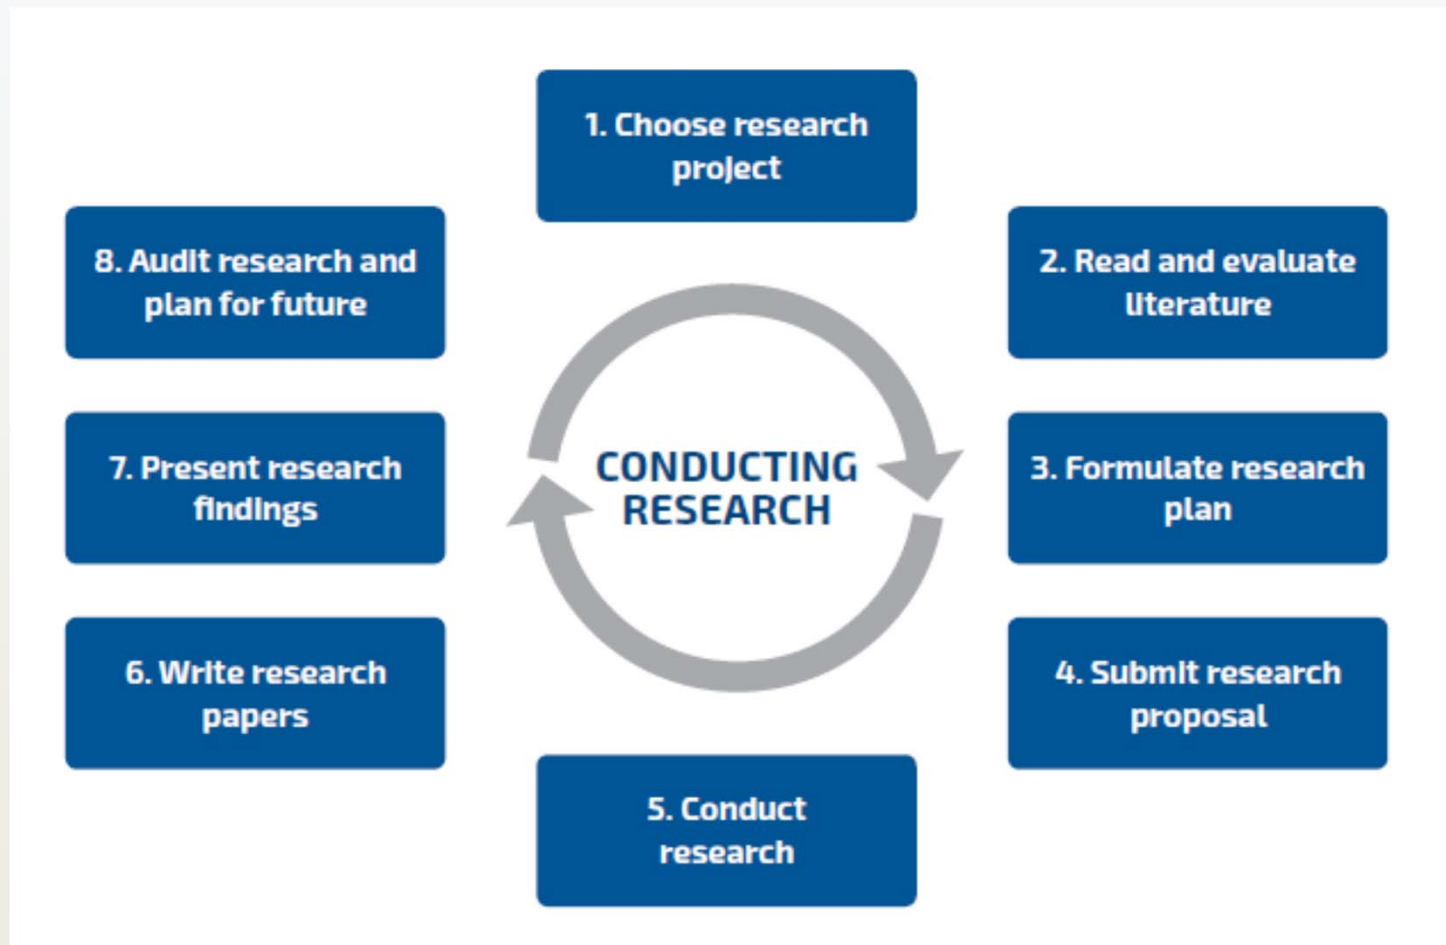 1. Choose research
project
2. Read and evaluate
literature
3. Formulate research
plan
4. Submit research
proposal
5. Conduct
research
6. Write research
papers
7. Present research
findings
8. Audit research and
plan for future
CONDUCTING
RESEARCH